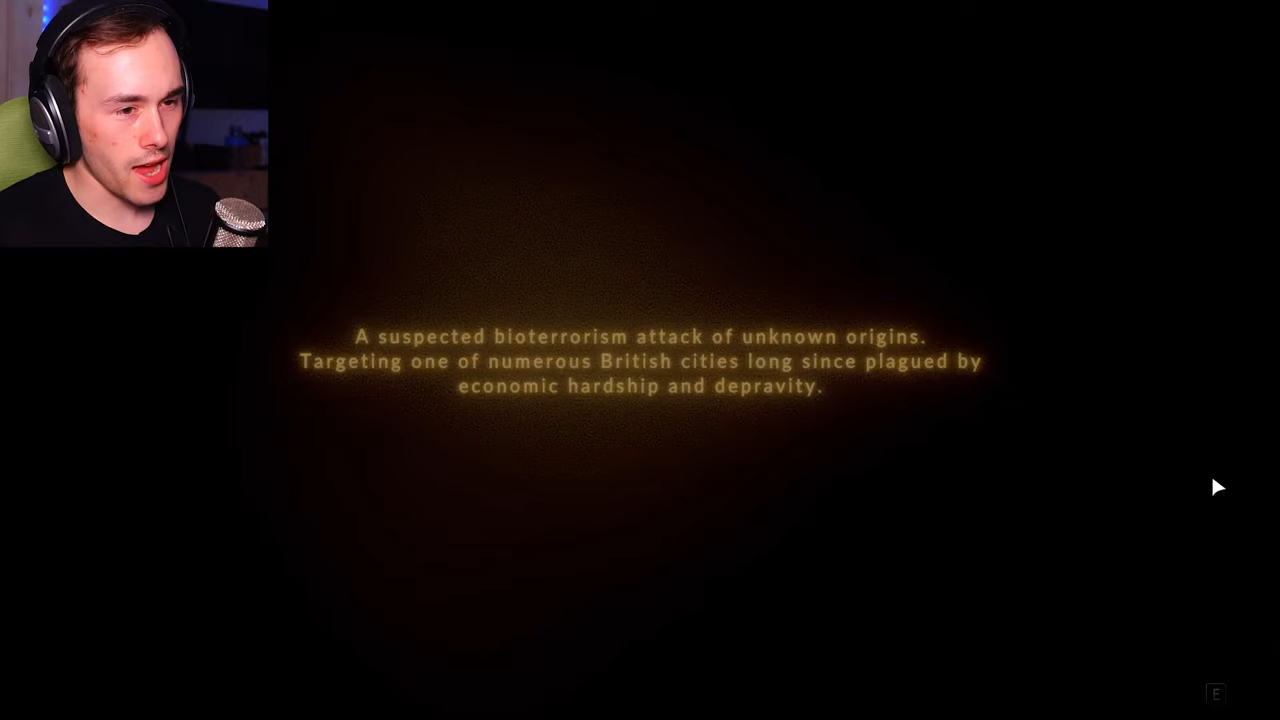 A suspected bioterrorism attack of unknown origins.
Targeting one of numerous British cities long since plagued by
economic hardship and depravity.
E